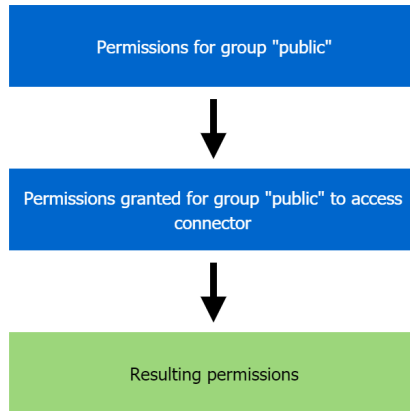 Permissions for group "public"
Permissions granted for group "public" to access
connector
Resulting permissions